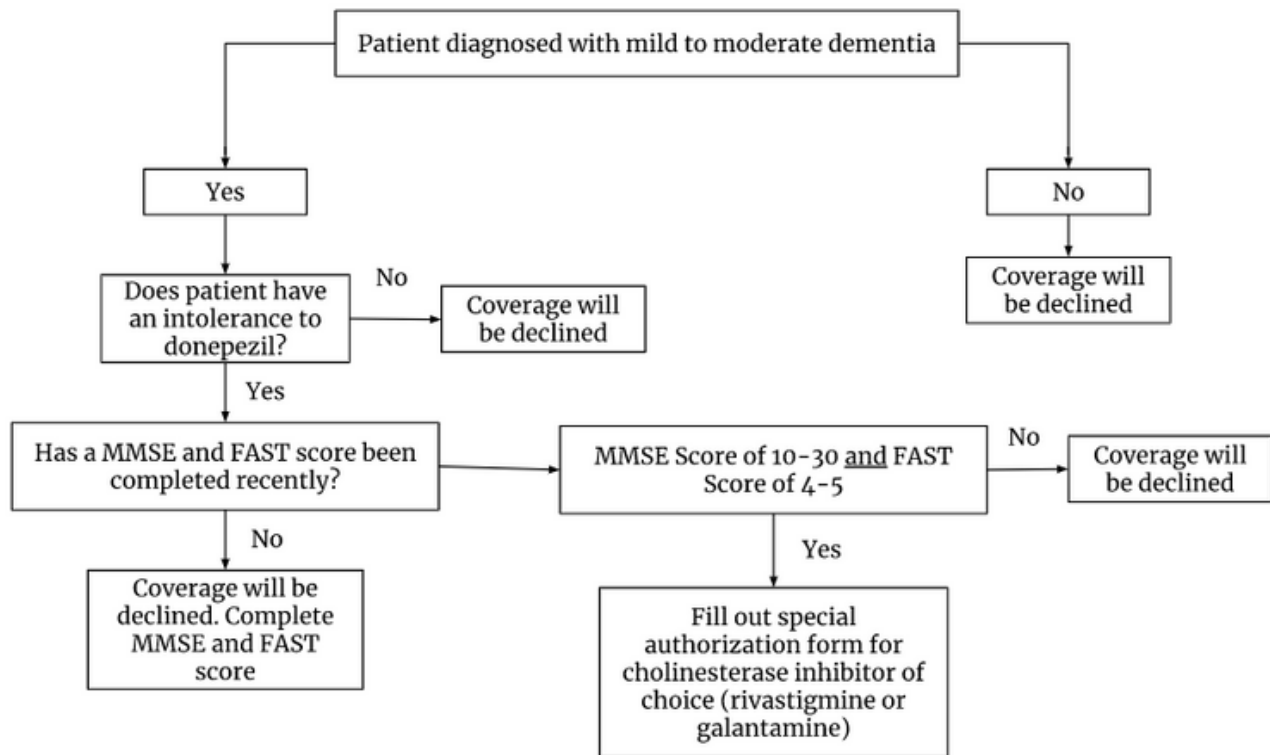 Patient diagnosed with mild to moderate dementia
Yes
No
Does patient have
an intolerance to
donepezil?
No
Coverage will
be declined
Coverage will
be declined
Yes
Has a MMSE and FAST score been
completed recently?
MMSE Score of 10-30 and FAST
Score of 4-5
No
Coverage will
be declined
No
Coverage will be
declined. Complete
MMSE and FAST
score
Yes
Fill out special
authorization form for
cholinesterase inhibitor of
choice (rivastigmine or
galantamine)